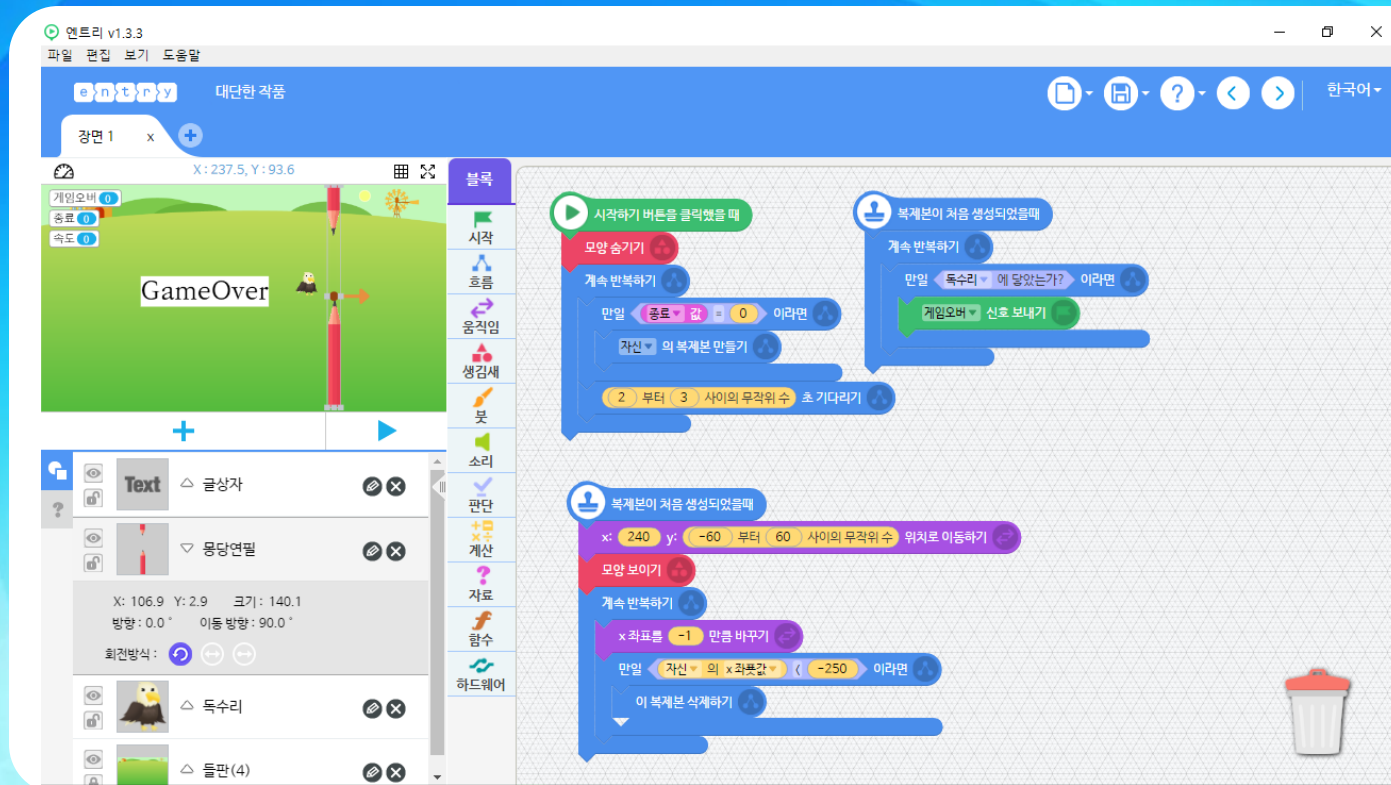 엔트리 v1.3.3
파일 편집 보기 도움말
entry 대단한 작품
한국어
장면 1 x
X : 237.5, Y : 93.6
게임오버 0
종료 0
속도 0
GameOver
블록
시작
흐름
움직임
생김새
붓
소리
판단
계산
자료
함수
하드웨어
시작하기 버튼을 클릭했을 때
모양 숨기기
계속 반복하기
만일 종료 값 = 0 이라면
자신 의 복제본 만들기
2 부터 3 사이의 무작위 수 초 기다리기
복제본이 처음 생성되었을때
계속 반복하기
만일 독수리 에 닿았는가? 이라면
게임오버 신호 보내기
복제본이 처음 생성되었을때
x: 240 y: -60 부터 60 사이의 무작위 수 위치로 이동하기
모양 보이기
계속 반복하기
x 좌표를 -1 만큼 바꾸기
만일 자신 의 x 좌푯값 < -250 이라면
이 복제본 삭제하기
Text 글상자
몽당연필
X: 106.9 Y: 2.9 크기 : 140.1
방향 : 0.0 ° 이동 방향 : 90.0 °
회전방식 :
독수리
들판(4)